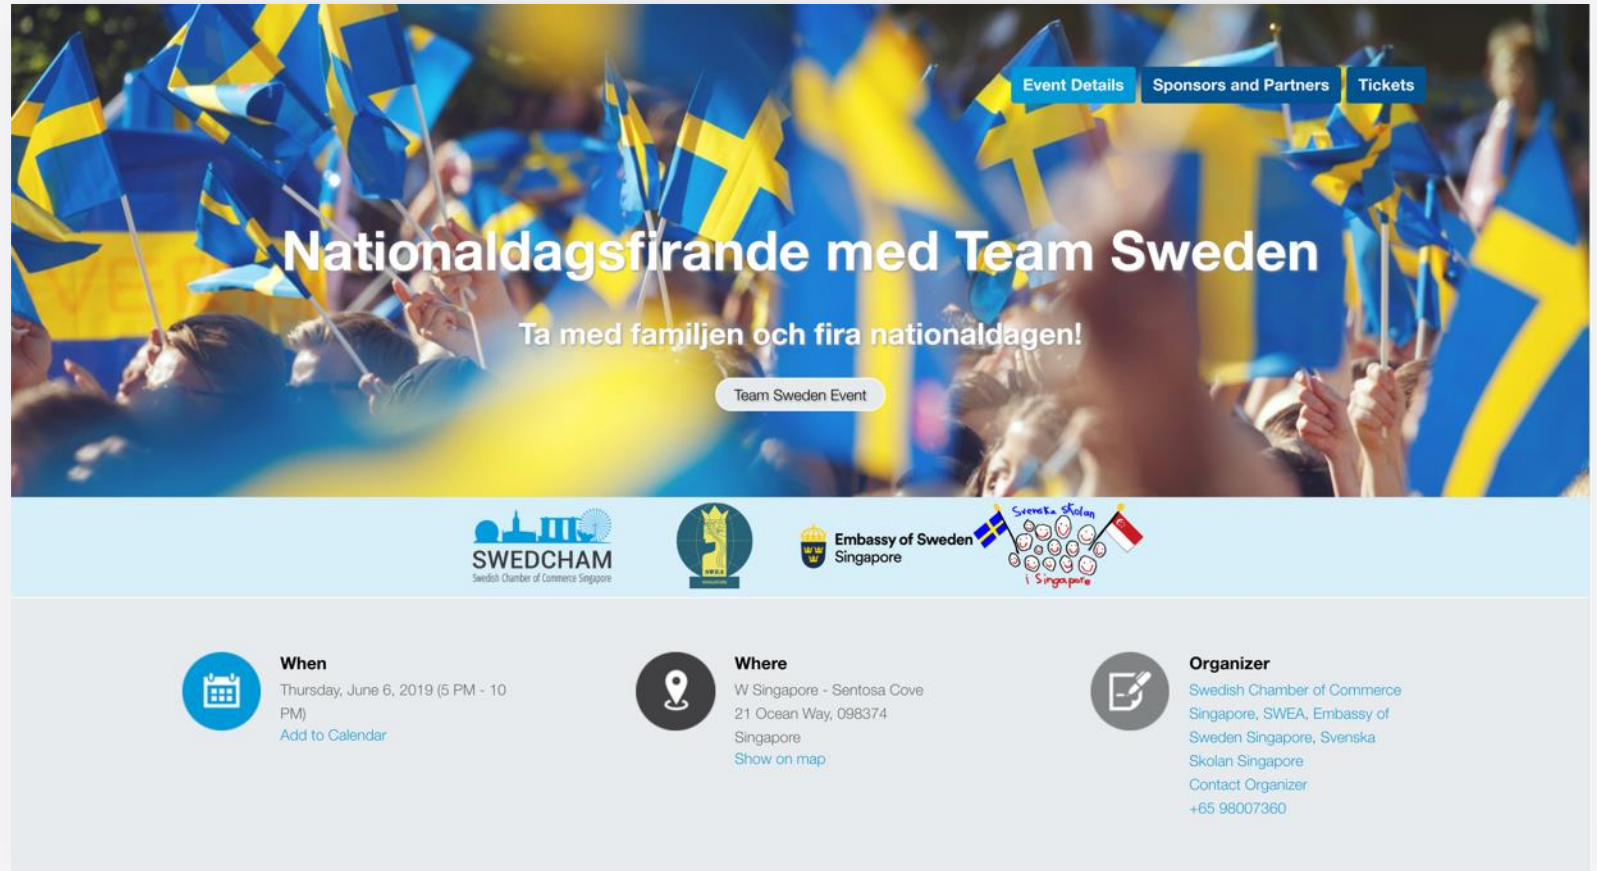 Event Details
Sponsors and Partners
Tickets
Nationaldagsfirande med Team Sweden
Ta med familjen och fira nationaldagen!
Team Sweden Event
SWEDCHAM
Swedish Chamber of Commerce Singapore
SWEA
Embassy of Sweden
Singapore
Svenska Skolan
i Singapore
When
Thursday, June 6, 2019 (5 PM - 10
PM)
Add to Calendar
Where
W Singapore - Sentosa Cove
21 Ocean Way, 098374
Singapore
Show on map
Organizer
Swedish Chamber of Commerce
Singapore, SWEA, Embassy of
Sweden Singapore, Svenska
Skolan Singapore
Contact Organizer
+65 98007360